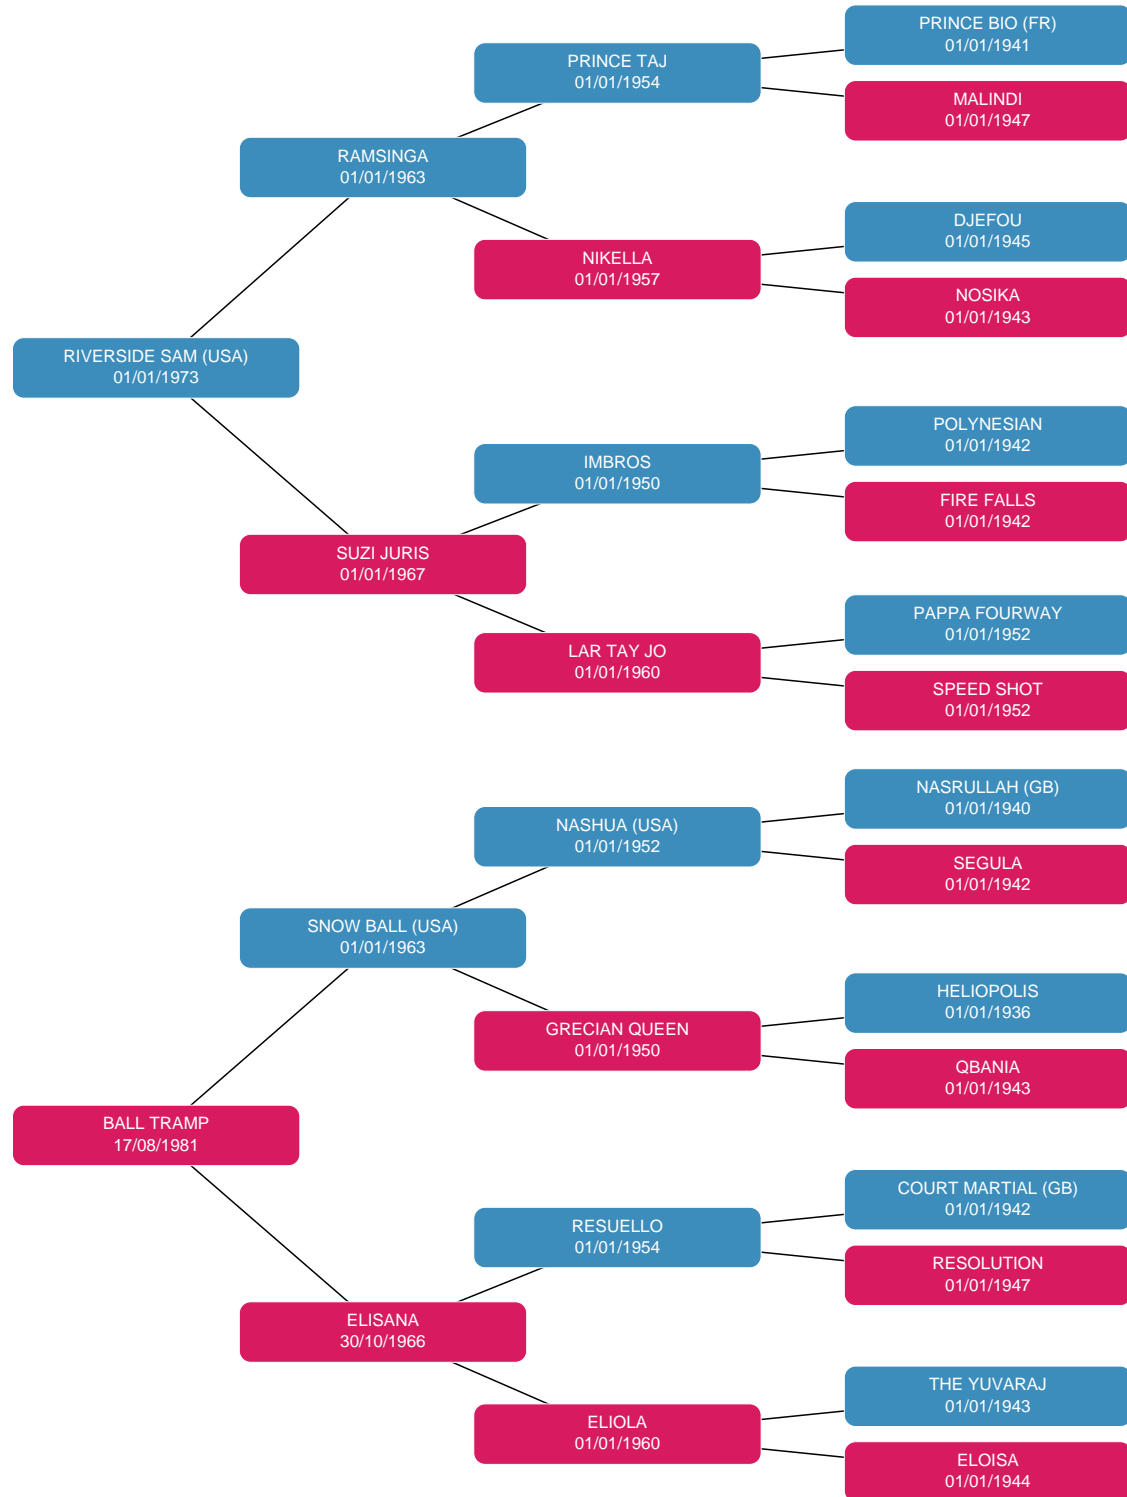 PRINCE BIO (FR)
01/01/1941
PRINCE TAJ
01/01/1954
MALINDI
01/01/1947
RAMSINGA
01/01/1963
DJEFOU
01/01/1945
NIKELLA
01/01/1957
NOSIKA
01/01/1943
RIVERSIDE SAM (USA)
01/01/1973
POLYNESIAN
01/01/1942
IMBROS
01/01/1950
FIRE FALLS
01/01/1942
SUZI JURIS
01/01/1967
PAPPA FOURWAY
01/01/1952
LAR TAY JO
01/01/1960
SPEED SHOT
01/01/1952
NASRULLAH (GB)
01/01/1940
NASHUA (USA)
01/01/1952
SEGULA
01/01/1942
SNOW BALL (USA)
01/01/1963
HELIOPOLIS
01/01/1936
GRECIAN QUEEN
01/01/1950
QBANIA
01/01/1943
BALL TRAMP
17/08/1981
COURT MARTIAL (GB)
01/01/1942
RESUELLO
01/01/1954
RESOLUTION
01/01/1947
ELISANA
30/10/1966
THE YUVARAJ
01/01/1943
ELIOLA
01/01/1960
ELOISA
01/01/1944